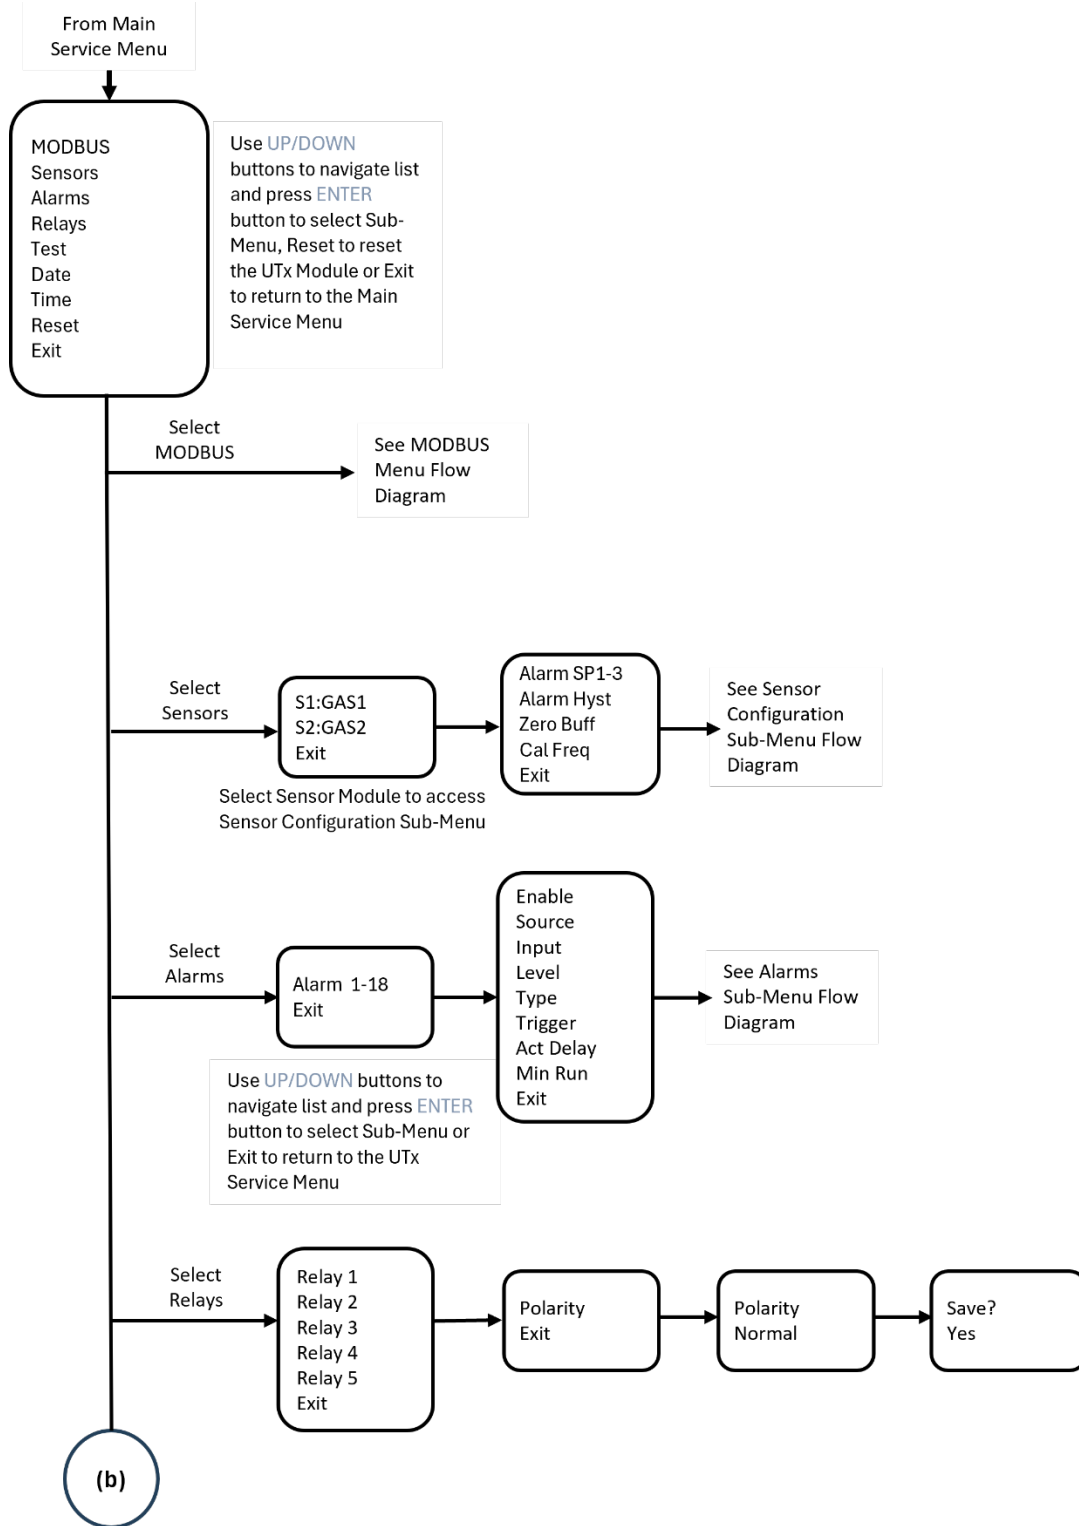 From Main
Service Menu
MODBUS
Sensors
Alarms
Relays
Test
Date
Time
Reset
Exit
Use UP/DOWN
buttons to navigate list
and press ENTER
button to select Sub-
Menu, Reset to reset
the UTx Module or Exit
to return to the Main
Service Menu
Select
MODBUS
See MODBUS
Menu Flow
Diagram
Select
Sensors
S1:GAS1
S2:GAS2
Exit
Select Sensor Module to access
Sensor Configuration Sub-Menu
Alarm SP1-3
Alarm Hyst
Zero Buff
Cal Freq
Exit
See Sensor
Configuration
Sub-Menu Flow
Diagram
Select
Alarms
Alarm  1-18
Exit
Use UP/DOWN buttons to
navigate list and press ENTER
button to select Sub-Menu or
Exit to return to the UTx
Service Menu
Enable
Source
Input
Level
Type
Trigger
Act Delay
Min Run
Exit
See Alarms
Sub-Menu Flow
Diagram
Select
Relays
Relay 1
Relay 2
Relay 3
Relay 4
Relay 5
Exit
Polarity
Exit
Polarity
Normal
Save?
Yes
(b)